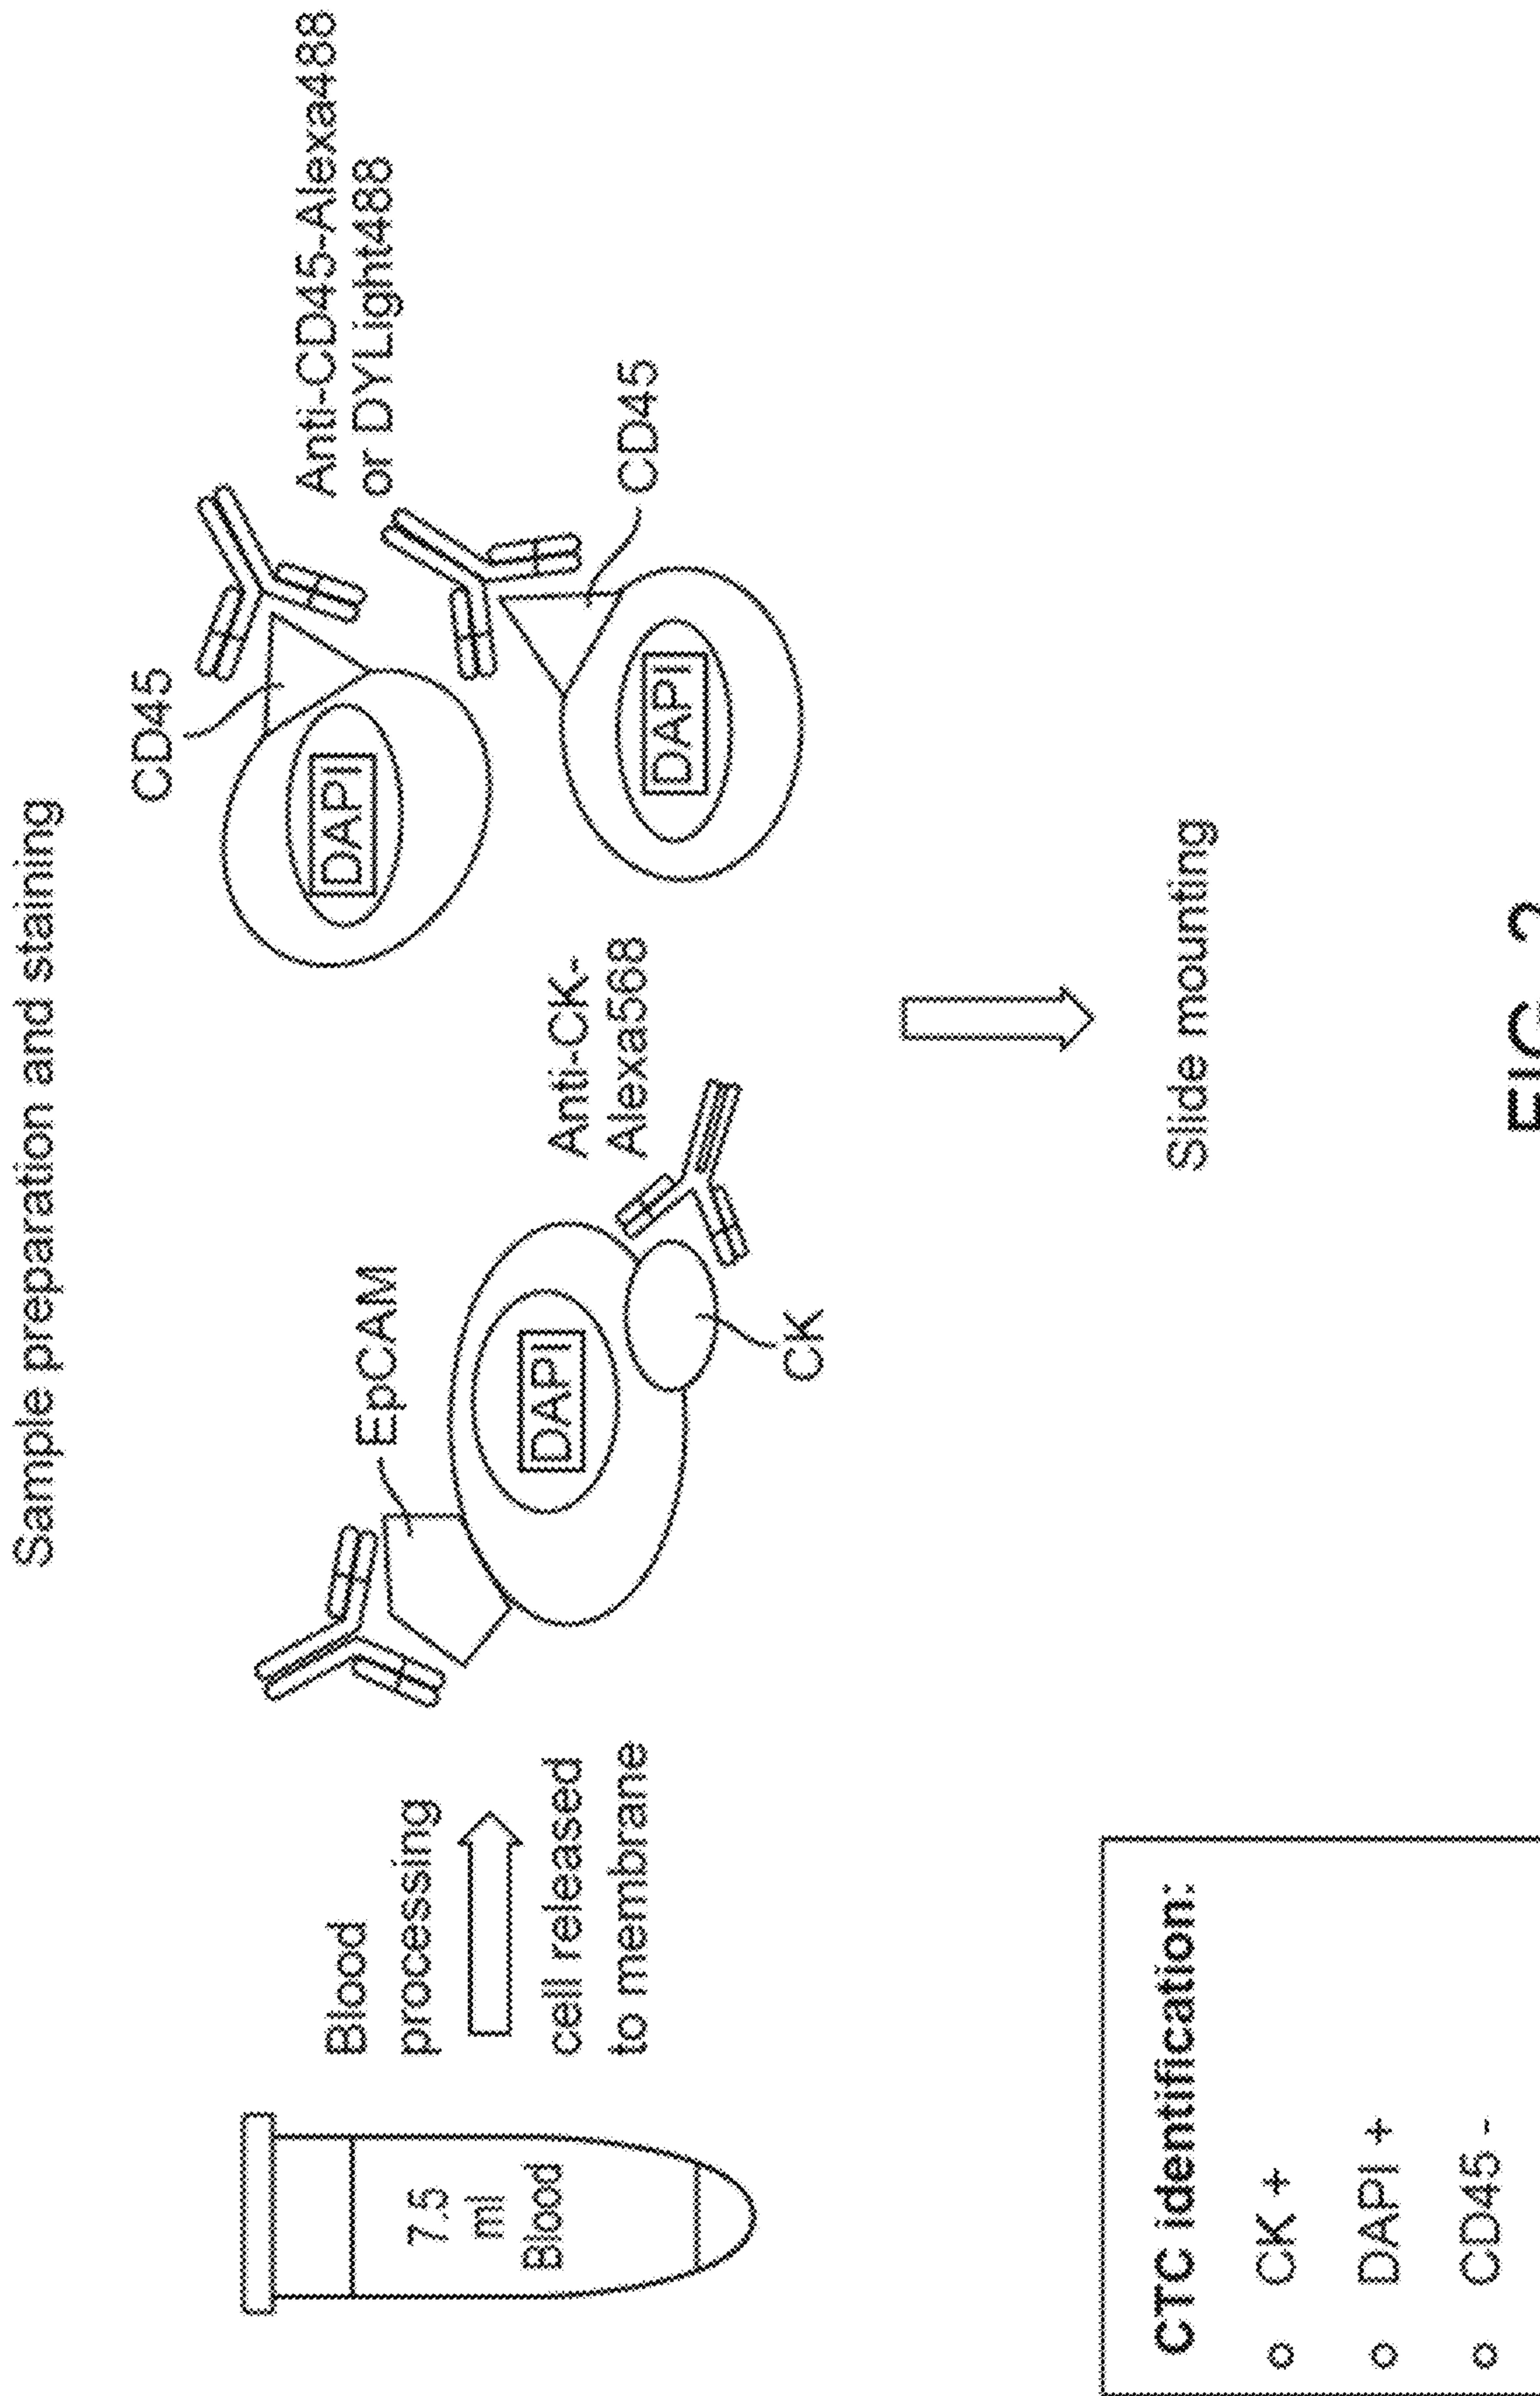 Sample preparation and staining
7.5
ml
Blood
Blood
processing
cell released
to membrane
EpCAM
DAPI
CK
Anti-CK-
Alexa568
CD45
DAPI
Anti-CD45-Alexa488
or DYLight488
CD45
DAPI
Slide mounting
CTC identification:
o CK +
o DAPI +
o CD45 -